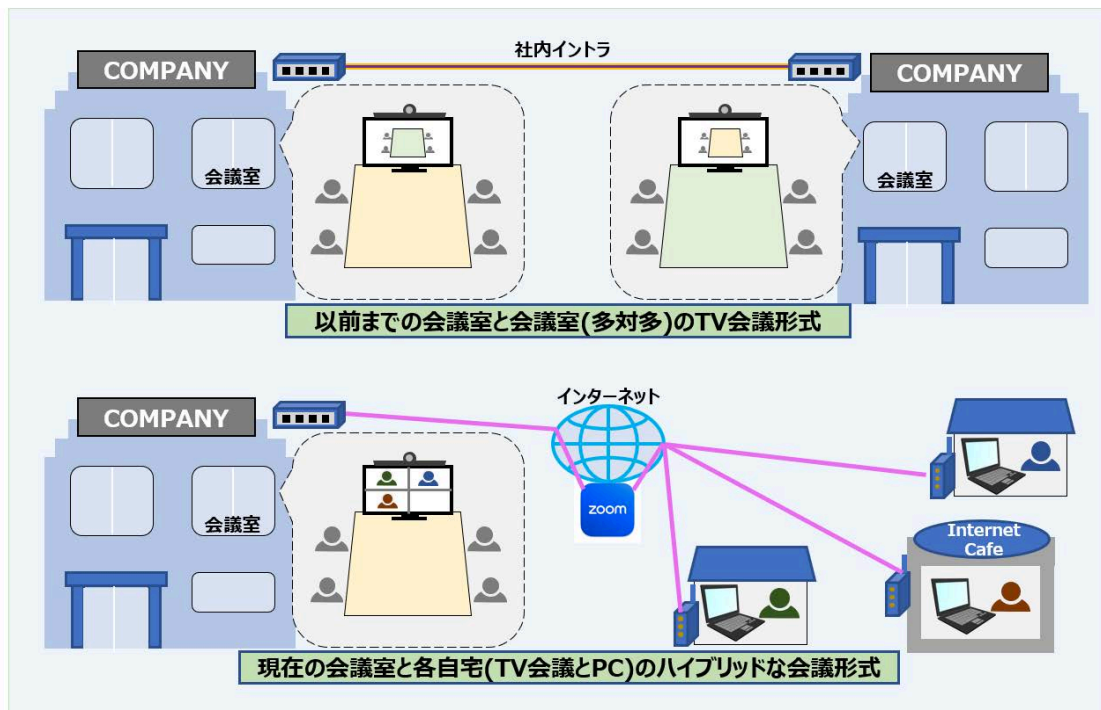 社内イントラ
COMPANY
COMPANY
会議室
会議室
以前までの会議室と会議室(多対多)のTV会議形式
COMPANY
インターネット
会議室
zoom
Internet
Cafe
現在の会議室と各自宅(TV会議とPC)のハイブリッドな会議形式